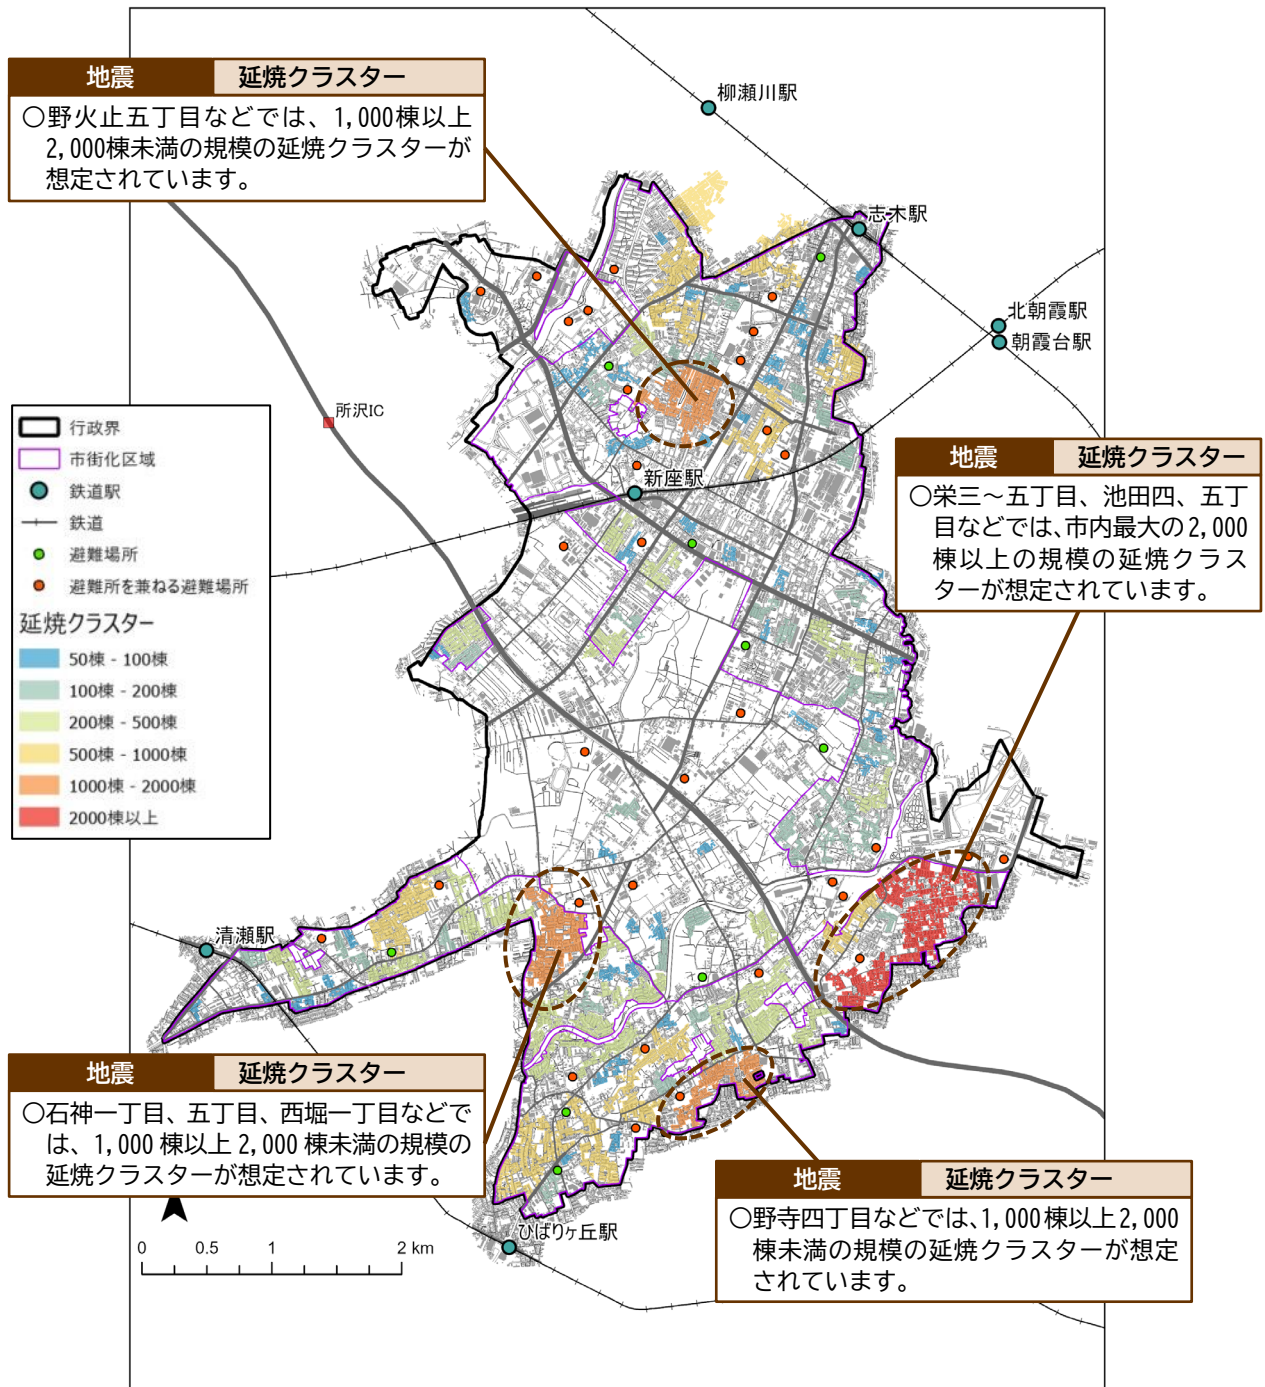 地震 延焼クラスター
○野火止五丁目などでは、1,000棟以上
2,000棟未満の規模の延焼クラスターが
想定されています。
柳瀬川駅
志木駅
北朝霞駅
朝霞台駅
所沢IC
行政界
市街化区域
鉄道駅
鉄道
避難場所
避難所を兼ねる避難場所
延焼クラスター
50棟 - 100棟
100棟 - 200棟
200棟 - 500棟
500棟 - 1000棟
1000棟 - 2000棟
2000棟以上
新座駅
地震 延焼クラスター
○栄三～五丁目、池田四、五丁
目などでは、市内最大の2,000
棟以上の規模の延焼クラス
ターが想定されています。
清瀬駅
地震 延焼クラスター
○石神一丁目、五丁目、西堀一丁目などで
は、1,000 棟以上 2,000 棟未満の規模の
延焼クラスターが想定されています。
地震 延焼クラスター
○野寺四丁目などでは、1,000 棟以上 2,000
棟未満の規模の延焼クラスターが想定
されています。
ひばりヶ丘駅
0 0.5 1 2 km